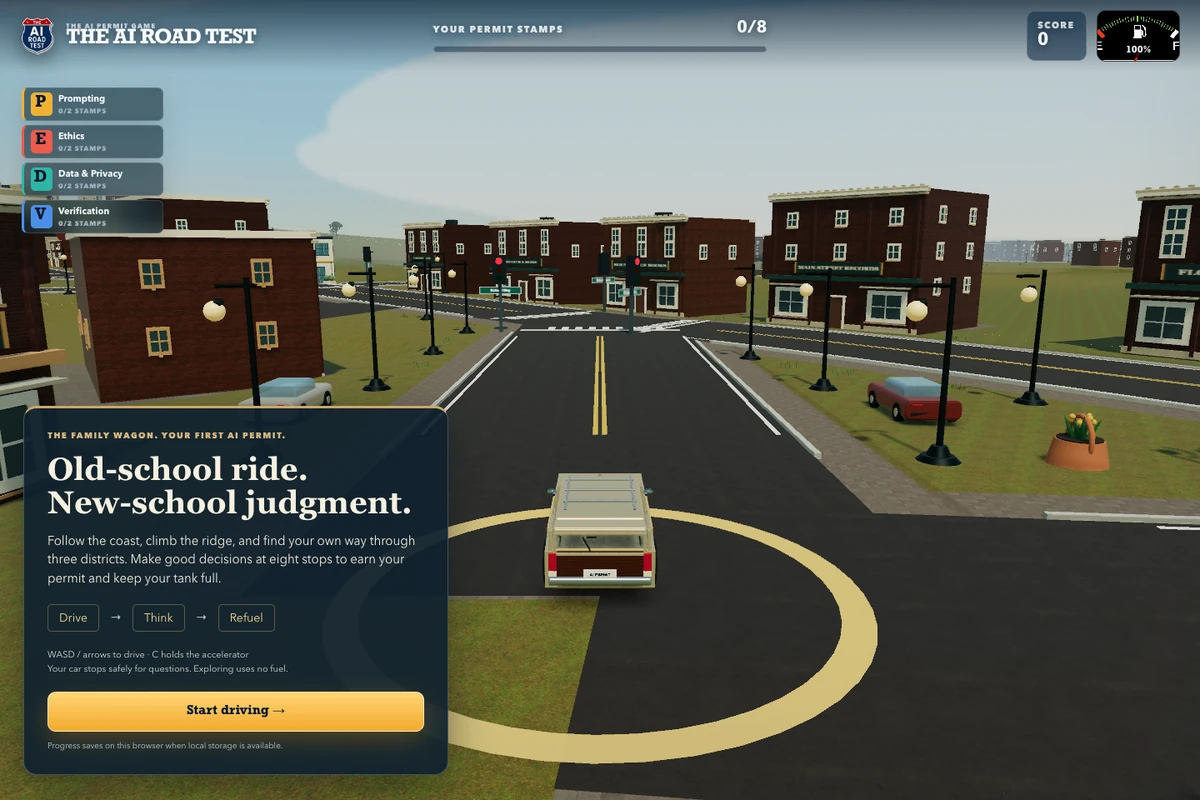 THE AI PERMIT GAME
THE AI ROAD TEST
AI
ROAD
TEST
YOUR PERMIT STAMPS
0/8
SCORE
0
E
100%
F
P
Prompting
0/2 STAMPS
E
Ethics
0/2 STAMPS
D
Data & Privacy
0/2 STAMPS
V
Verification
0/2 STAMPS
MAIN STREET RECORDS
THE FAMILY WAGON. YOUR FIRST AI PERMIT.
Old-school ride.
New-school judgment.
Follow the coast, climb the ridge, and find your own way through
three districts. Make good decisions at eight stops to earn your
permit and keep your tank full.
Drive → Think → Refuel
WASD / arrows to drive · C holds the accelerator
Your car stops safely for questions. Exploring uses no fuel.
Start driving →
Progress saves on this browser when local storage is available.
AI PERMIT